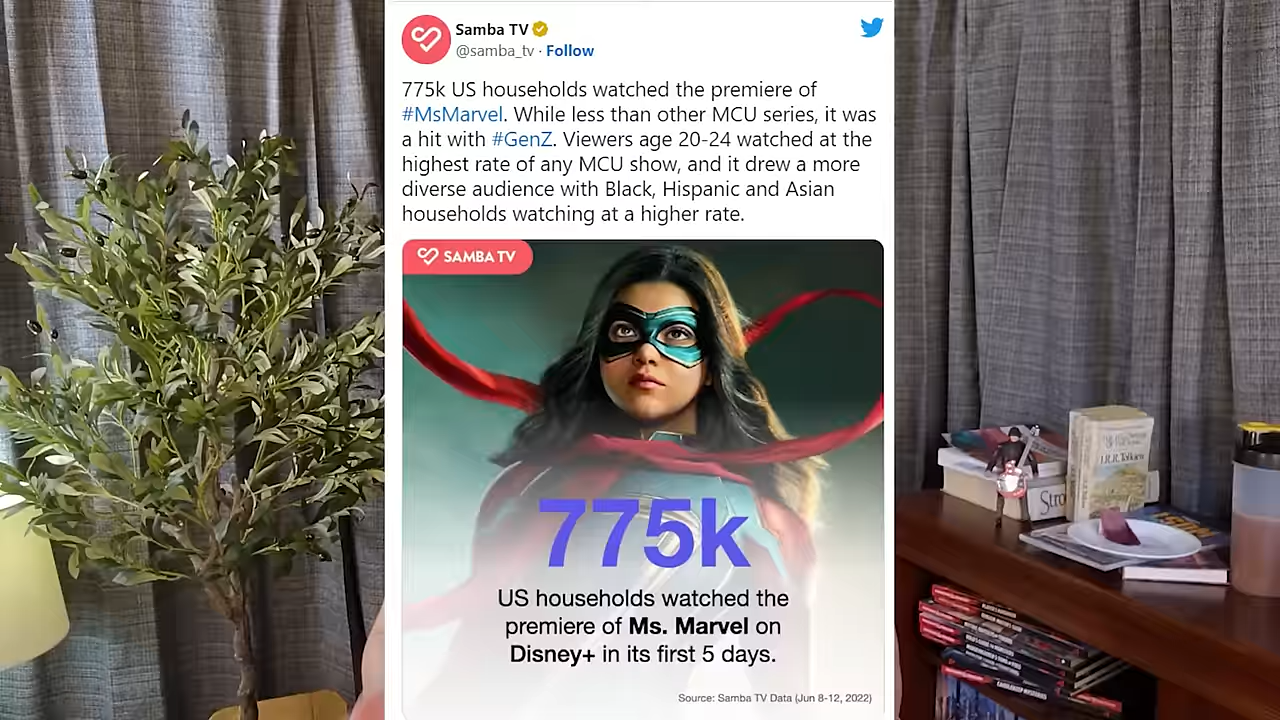 Samba TV
@samba_tv · Follow
775k US households watched the premiere of
#MsMarvel. While less than other MCU series, it was
a hit with #GenZ. Viewers age 20-24 watched at the
highest rate of any MCU show, and it drew a more
diverse audience with Black, Hispanic and Asian
households watching at a higher rate.
SAMBA TV
775k
US households watched the
premiere of Ms. Marvel on
Disney+ in its first 5 days.
Source: Samba TV Data (Jun 8-12, 2022)
J.R.R. Tolkien
Stro
CANDLEKEEP MYSTERIES